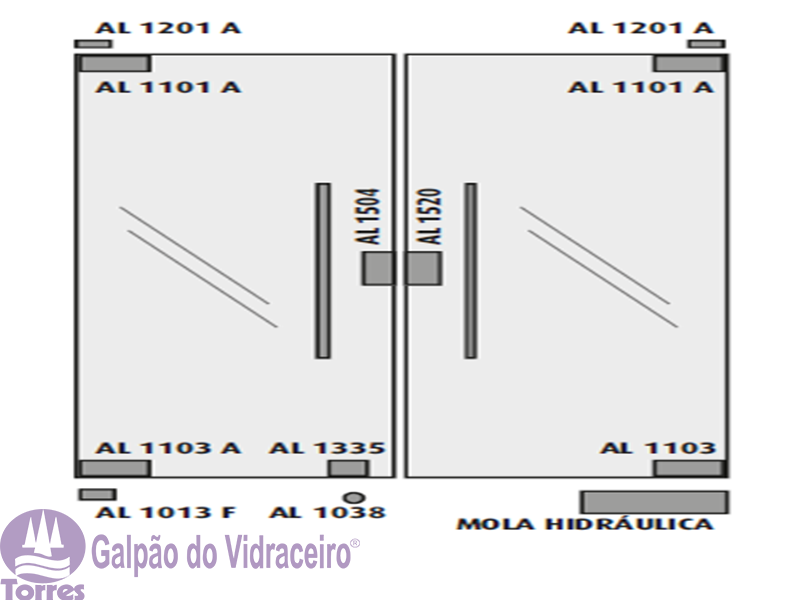 AL 1201 A
AL 1201 A
AL 1101 A
AL 1101 A
AL 1504
AL 1520
AL 1103 A
AL 1335
AL 1103
AL 1013 F
AL 1038
MOLA HIDRÁULICA
Galpão do Vidraceiro®
Torres